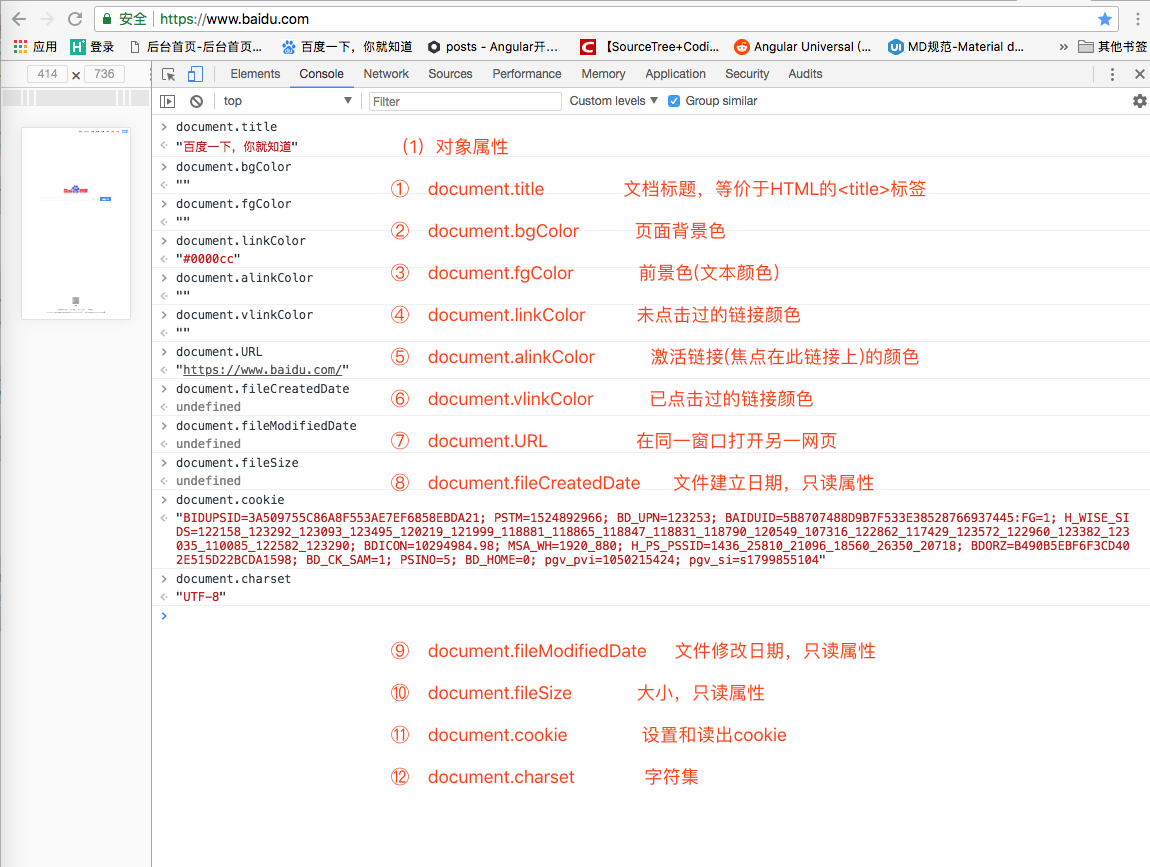 安全 https://www.baidu.com
应用 登录 后台首页-后台首页... 百度一下，你就知道 posts - Angular开... 【SourceTree+Codi... Angular Universal (... MD规范-Material d... » 其他书签
414 × 736 Elements Console Network Sources Performance Memory Application Security Audits
top Filter Custom levels Group similar
document.title
"百度一下，你就知道"
（1）对象属性
document.bgColor
""
① document.title 文档标题，等价于HTML的<title>标签
document.fgColor
""
② document.bgColor 页面背景色
document.linkColor
"#0000cc"
③ document.fgColor 前景色(文本颜色)
document.alinkColor
""
④ document.linkColor 未点击过的链接颜色
document.vlinkColor
""
document.URL
"https://www.baidu.com/"
⑤ document.alinkColor 激活链接(焦点在此链接上)的颜色
document.fileCreatedDate
undefined
⑥ document.vlinkColor 已点击过的链接颜色
document.fileModifiedDate
undefined
⑦ document.URL 在同一窗口打开另一网页
document.fileSize
undefined
⑧ document.fileCreatedDate 文件建立日期，只读属性
document.cookie
"BIDUPSID=3A509755C86A8F553AE7EF6858EBDA21; PSTM=1524892966; BD_UPN=123253; BAIDUID=5B8707488D9B7F533E38528766937445:FG=1; H_WISE_SI
DS=122158_123292_123093_123495_120219_121999_118881_118865_118847_118831_118790_120549_107316_122862_117429_123572_122960_123382_123
035_110085_122582_123290; BDICON=10294984.98; MSA_WH=1920_880; H_PS_PSSID=1436_25810_21096_18560_26350_20718; BDORZ=B490B5EBF6F3CD40
2E515D22BCDA1598; BD_CK_SAM=1; PSINO=5; BD_HOME=0; pgv_pvi=1050215424; pgv_si=s1799855104"
document.charset
"UTF-8"
⑨ document.fileModifiedDate 文件修改日期，只读属性
⑩ document.fileSize 大小，只读属性
⑪ document.cookie 设置和读出cookie
⑫ document.charset 字符集